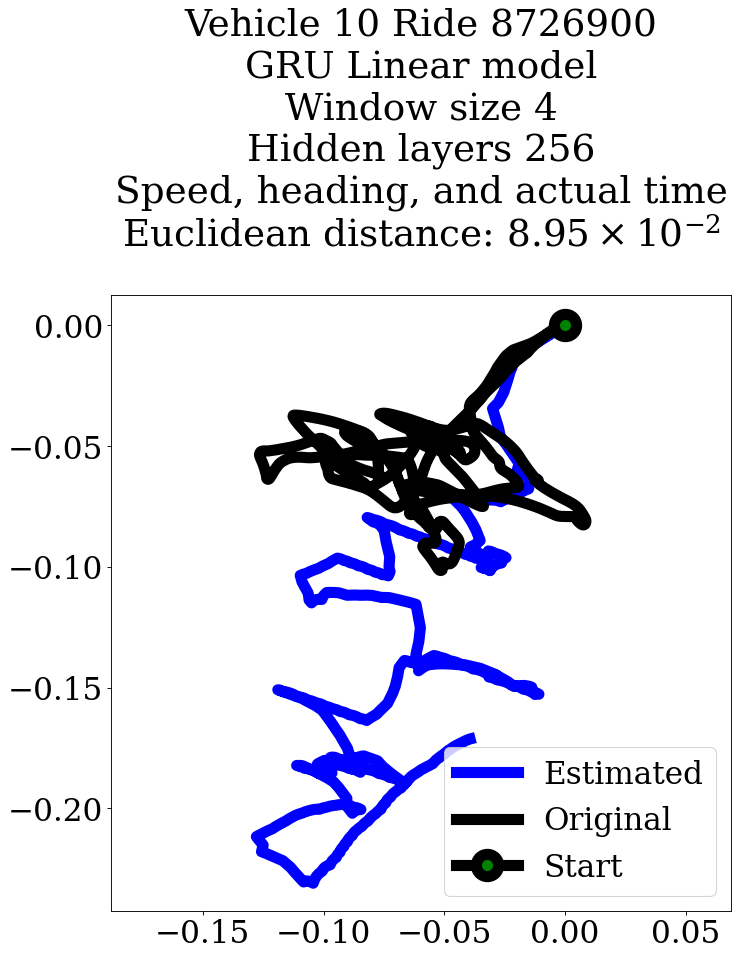 Vehicle 10 Ride 8726900
GRU Linear model
Window size 4
Hidden layers 256
Speed, heading, and actual time
Euclidean distance: 8.95 × 10⁻²
0.00
−0.05
−0.10
−0.15
−0.20
Estimated
Original
Start
−0.15 −0.10 −0.05 0.00 0.05